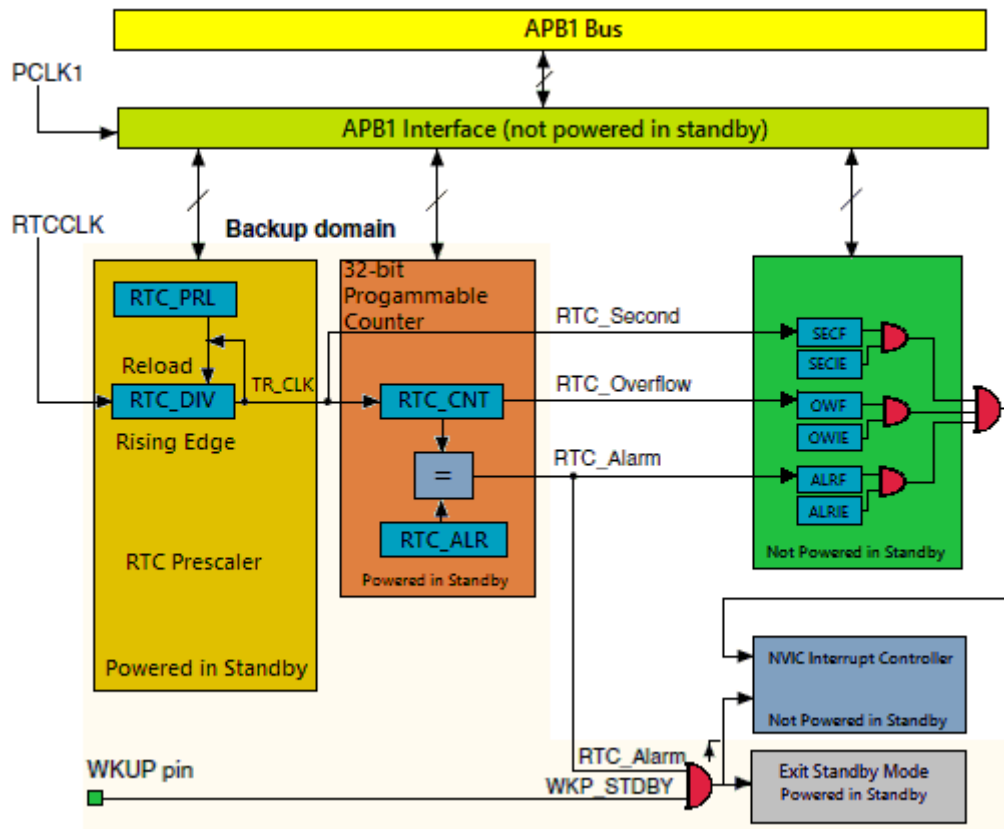 APB1 Bus
PCLK1
APB1 Interface (not powered in standby)
RTCCLK
Backup domain
RTC_PRL
Reload
RTC_DIV
Rising Edge
TR_CLK
RTC Prescaler
Powered in Standby
32-bit
Progammable
Counter
RTC_CNT
=
RTC_ALR
Powered in Standby
RTC_Second
RTC_Overflow
RTC_Alarm
SECF
SECIE
OWF
OWIE
ALRF
ALRIE
Not Powered in Standby
NVIC Interrupt Controller
Not Powered in Standby
RTC_Alarm
WKUP pin
WKP_STDBY
Exit Standby Mode
Powered in Standby